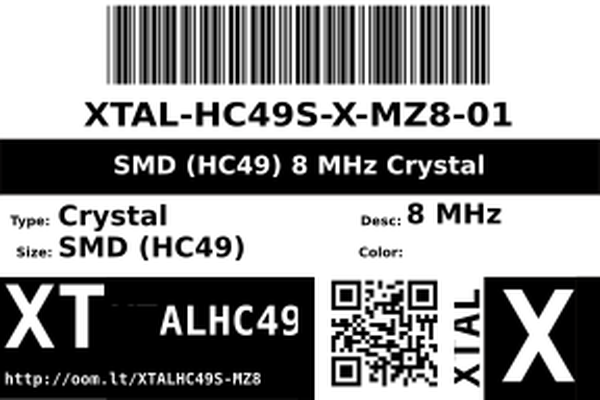 XTAL-HC49S-X-MZ8-01
SMD (HC49) 8 MHz Crystal
Type: Crystal
Desc: 8 MHz
Size: SMD (HC49)
Color:
XT ALHC49
http://oom.lt/XTALHC49S-MZ8
XTAL
X